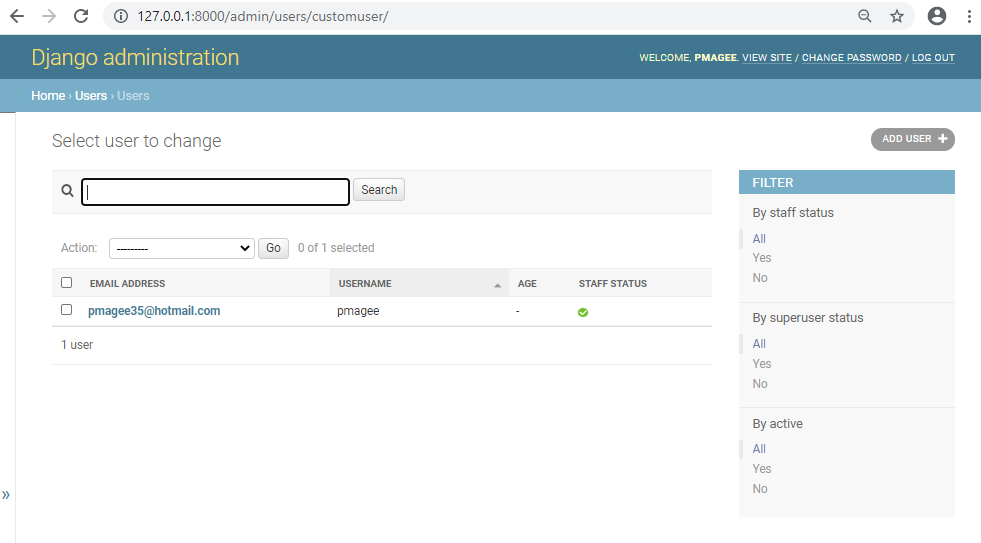 127.0.0.1:8000/admin/users/customuser/
Django administration
WELCOME, PMAGEE. VIEW SITE / CHANGE PASSWORD / LOG OUT
Home › Users › Users
Select user to change
ADD USER +
Search
Action: --------- Go 0 of 1 selected
EMAIL ADDRESS USERNAME AGE STAFF STATUS
pmagee35@hotmail.com pmagee -
1 user
FILTER
By staff status
All
Yes
No
By superuser status
All
Yes
No
By active
All
Yes
No
»